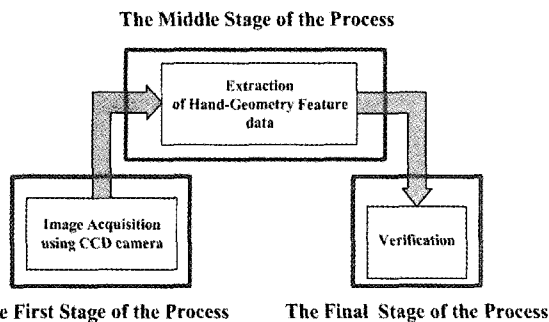 The Middle Stage of the Process
Extraction
of Hand-Geometry Feature
data
Image Acquisition
using CCD camera
Verification
e First Stage of the Process
The Final Stage of the Process